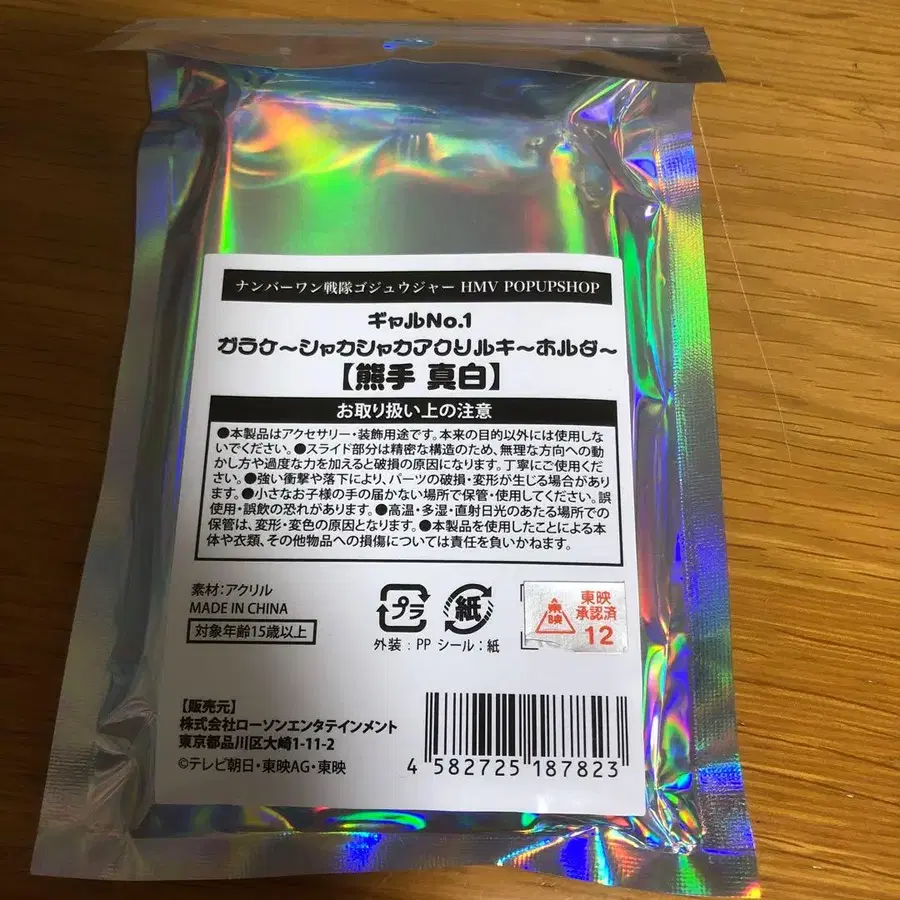 ナンバーワン戦隊ゴジュウジャー HMV POPUPSHOP
ギャルNo.1
ガラケ〜シャカシャカアクリルキ〜ホルダ〜
【熊手 真白】
お取り扱い上の注意
●本製品はアクセサリー・装飾用途です。本来の目的以外には使用しな
いでください。●スライド部分は精密な構造のため、無理な方向への動
かし方や過度な力を加えると破損の原因になります。丁寧にご使用くだ
さい。●強い衝撃や落下により、パーツの破損・変形が生じる場合があり
ます。●小さなお子様の手の届かない場所で保管・使用してください。誤
使用・誤飲の恐れがあります。●高温・多湿・直射日光のあたる場所での
保管は、変形・変色の原因となります。●本製品を使用したことによる本
体や衣類、その他物品への損傷については責任を負いかねます。
素材：アクリル
MADE IN CHINA
対象年齢15歳以上
プラ
紙
外装：PP シール：紙
東映
東映
承認済
12
【販売元】
株式会社ローソンエンタテインメント
東京都品川区大崎1-11-2
©テレビ朝日・東映AG・東映
4 582725 187823